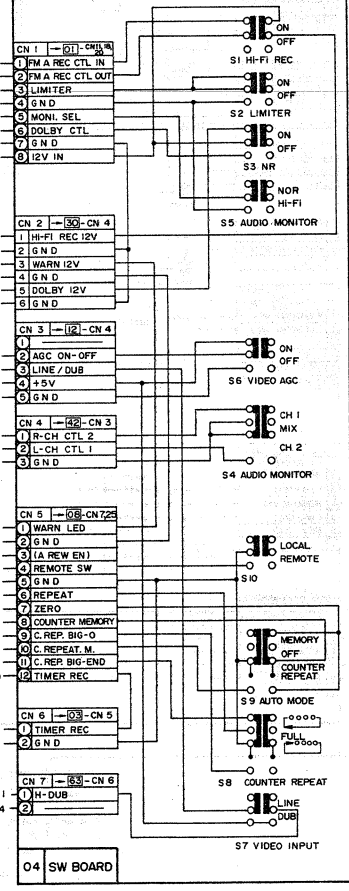 CN 1 → 01 - CN11,18,20
1 FM A REC CTL IN
2 FM A REC CTL OUT
3 LIMITER
4 GND
5 MONI. SEL
6 DOLBY CTL
7 GND
8 12V IN
ON
OFF
S1 Hi-Fi REC
ON
OFF
S2 LIMITER
ON
OFF
S3 NR
NOR
Hi-Fi
S5 AUDIO MONITOR
CN 2 → 30 - CN 4
1 HI-FI REC 12V
2 GND
3 WARN 12V
4 GND
5 DOLBY 12V
6 GND
CN 3 → 12 - CN 4
1
2 AGC ON-OFF
3 LINE/DUB
4 +5V
5 GND
ON
OFF
S6 VIDEO AGC
CN 4 → 42 - CN 3
1 R-CH CTL 2
2 L-CH CTL 1
3 GND
CH 1
MIX
CH 2
S4 AUDIO MONITOR
CN 5 → 08 - CN7,25
1 WARN LED
2 GND
3 (A REW EN)
4 REMOTE SW
5 GND
6 REPEAT
7 ZERO
8 COUNTER MEMORY
9 C. REP. BIG-O
10 C. REPEAT. M.
11 C. REP. BIG-END
12 TIMER REC
LOCAL
REMOTE
S10
MEMORY
OFF
COUNTER
REPEAT
S9 AUTO MODE
FULL
S8 COUNTER REPEAT
CN 6 → 03 - CN 5
1 TIMER REC
2 GND
CN 7 → 63 - CN 6
1 H-DUB
2
LINE
DUB
S7 VIDEO INPUT
04 SW BOARD